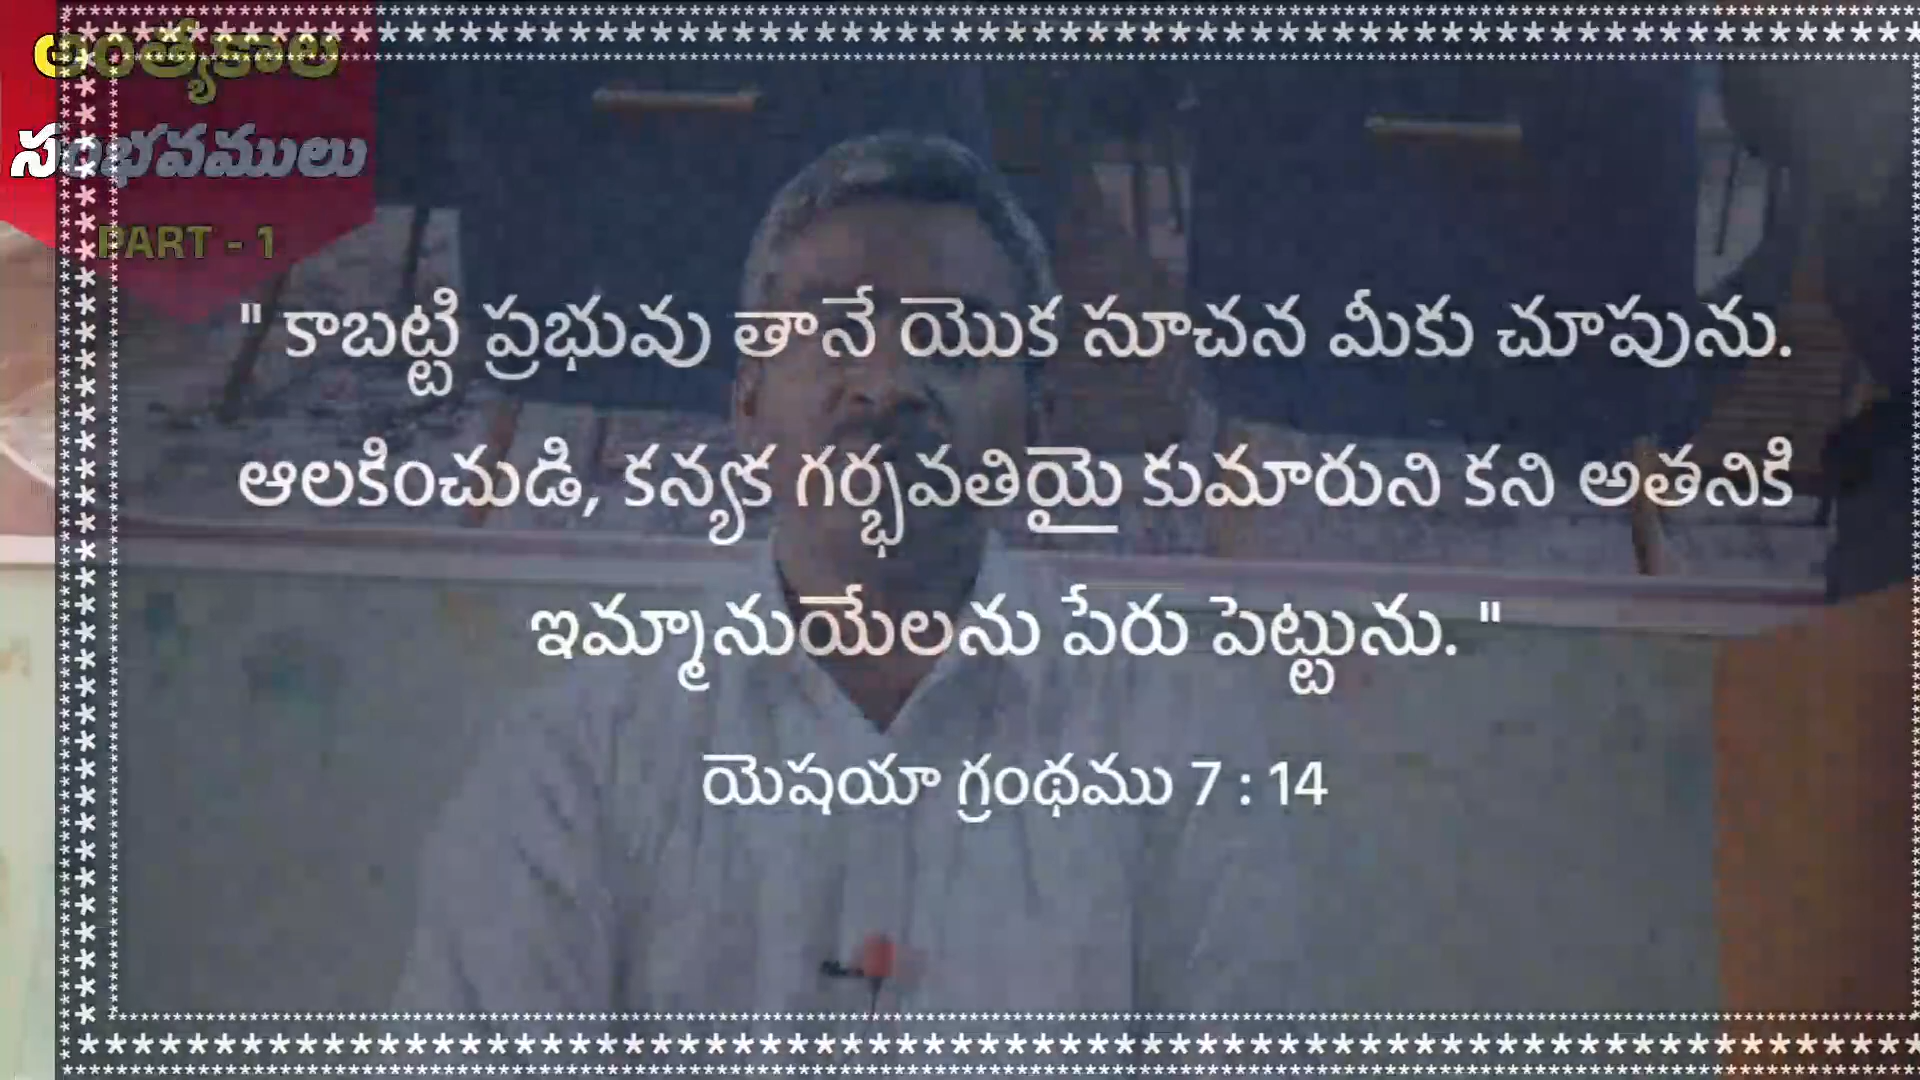 అంత్యకాల
సంభవములు
PART - 1
" కాబట్టి ప్రభువు తానే యొక సూచన మీకు చూపును.
ఆలకించుడి, కన్యక గర్భవతియై కుమారుని కని అతనికి
ఇమ్మానుయేలను పేరు పెట్టును. "
యెషయా గ్రంథము 7 : 14